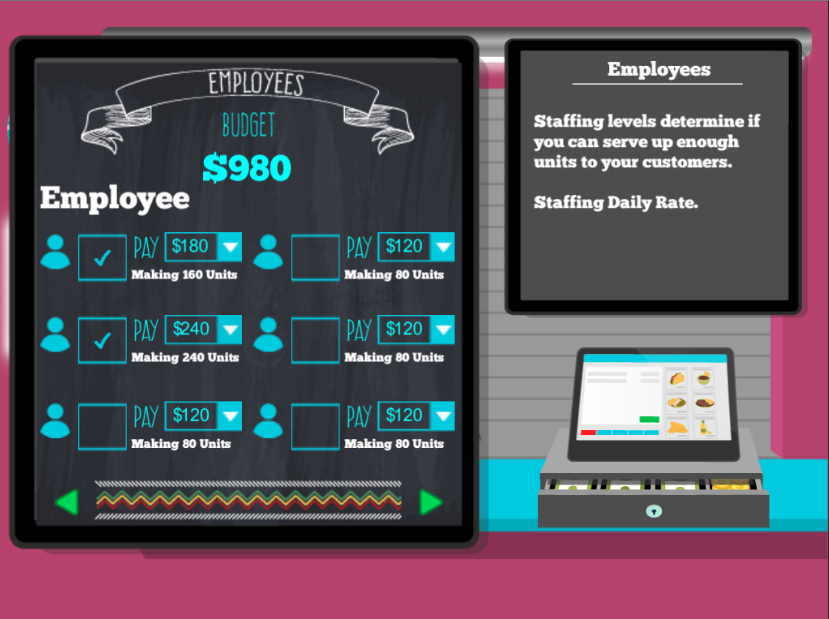 EMPLOYEES
BUDGET
$980
Employee
PAY $180
Making 160 Units
PAY $120
Making 80 Units
PAY $240
Making 240 Units
PAY $120
Making 80 Units
PAY $120
Making 80 Units
PAY $120
Making 80 Units
Employees
Staffing levels determine if
you can serve up enough
units to your customers.
Staffing Daily Rate.